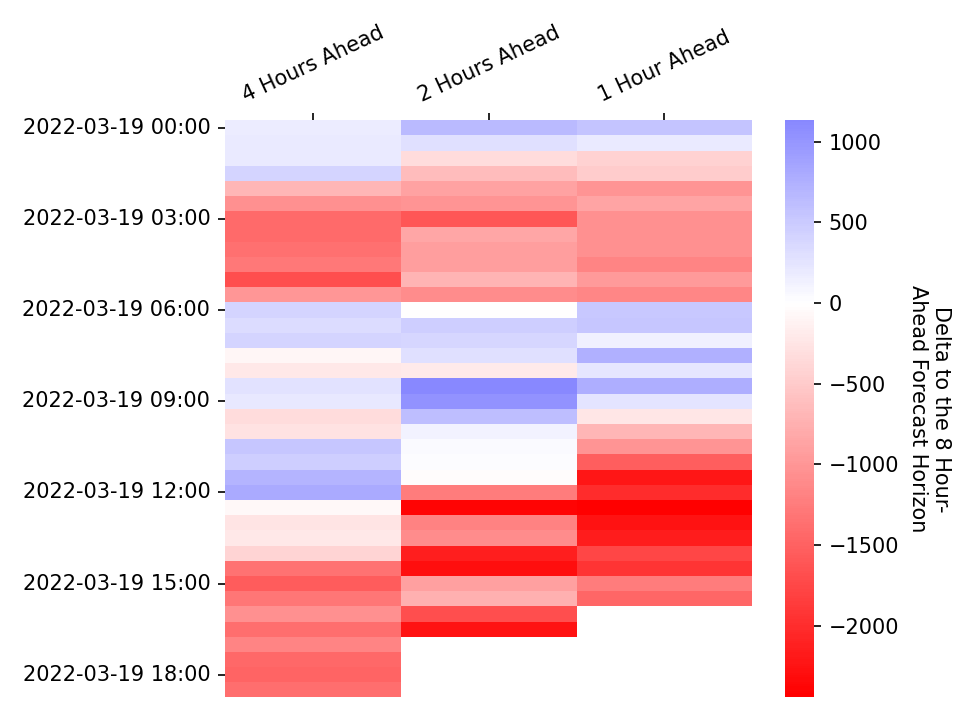 4 Hours Ahead
2 Hours Ahead
1 Hour Ahead
2022-03-19 00:00
2022-03-19 03:00
2022-03-19 06:00
2022-03-19 09:00
2022-03-19 12:00
2022-03-19 15:00
2022-03-19 18:00
1000
500
0
−500
−1000
−1500
−2000
Delta to the 8 Hour-
Ahead Forecast Horizon